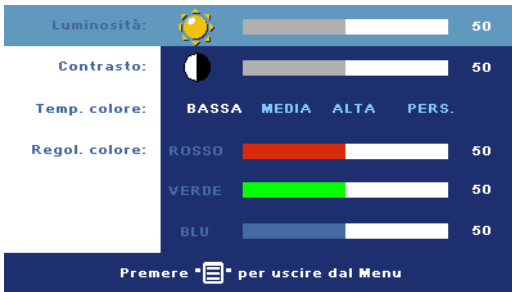 Luminosità: 50
Contrasto: 50
Temp. colore: BASSA MEDIA ALTA PERS.
Regol. colore: ROSSO 50
VERDE 50
BLU 50
Premere "" per uscire dal Menu